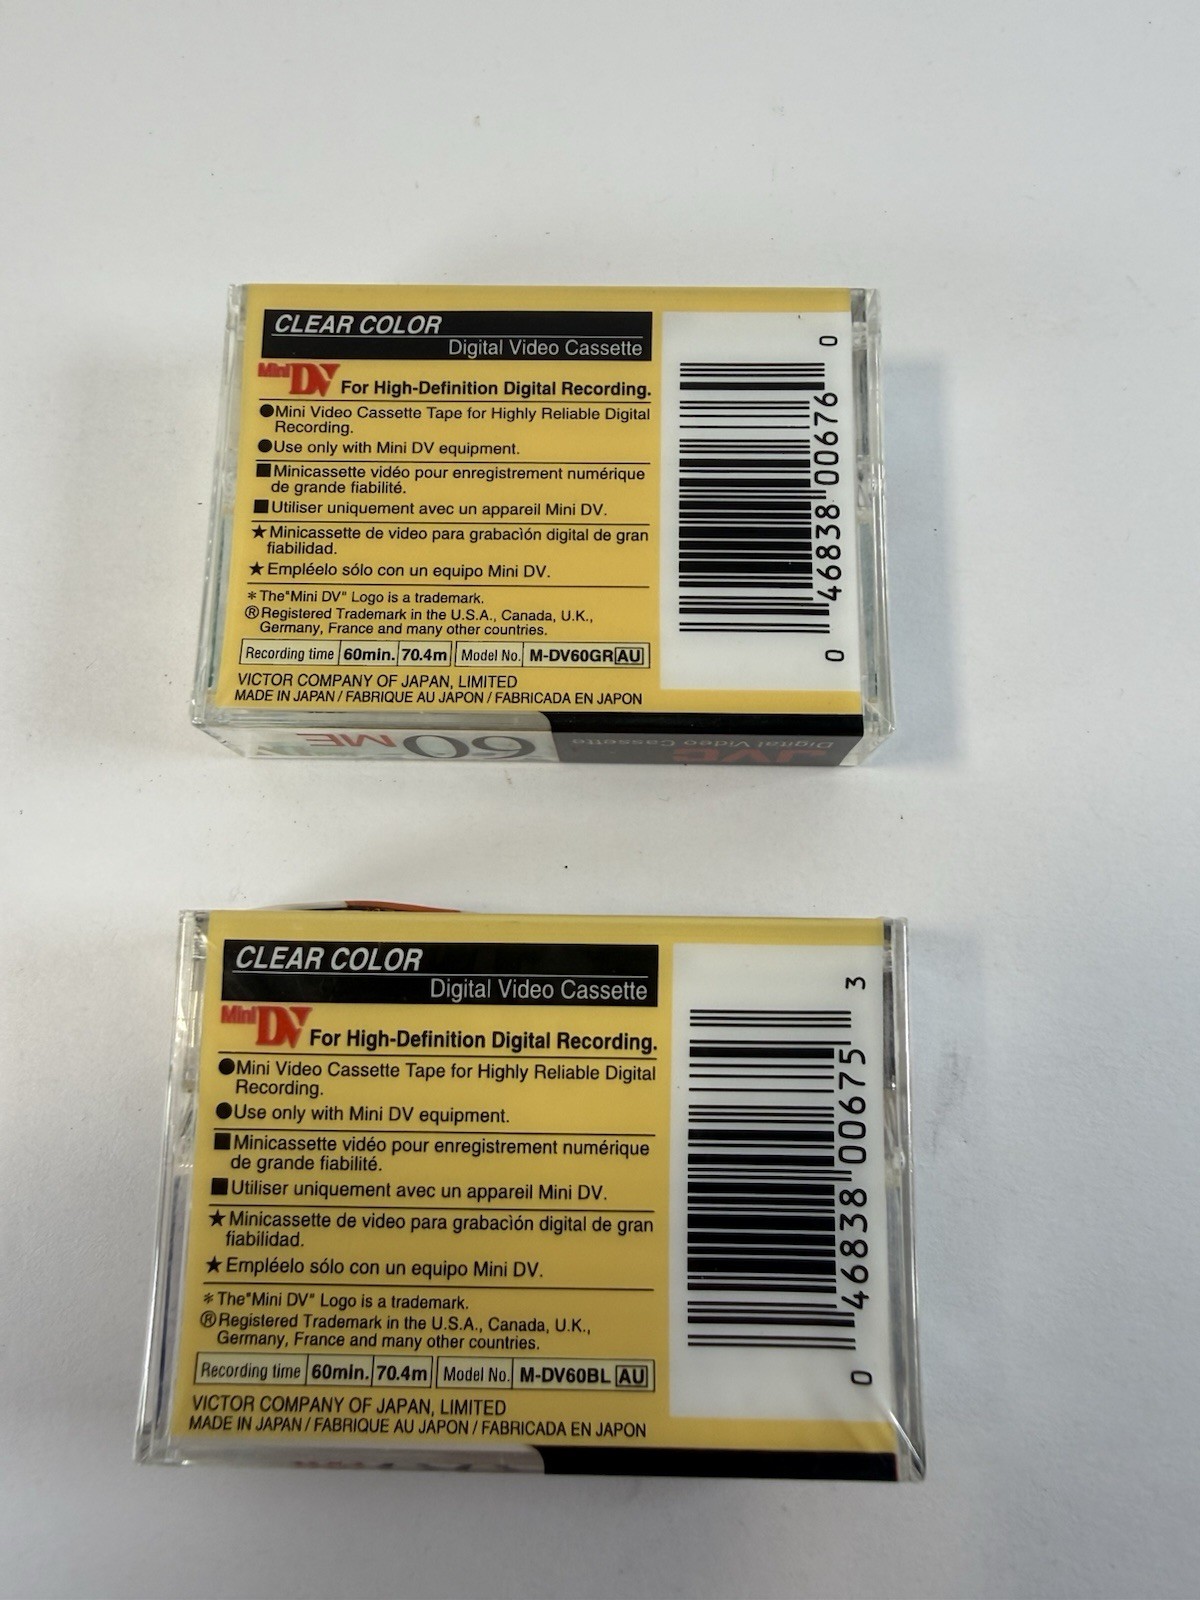 CLEAR COLOR
Digital Video Cassette
Mini DV For High-Definition Digital Recording.
●Mini Video Cassette Tape for Highly Reliable Digital
Recording.
●Use only with Mini DV equipment.
■Minicassette vidéo pour enregistrement numérique
de grande fiabilité.
■Utiliser uniquement avec un appareil Mini DV.
★Minicassette de video para grabaciòn digital de gran
fiabilidad.
★Empléelo sólo con un equipo Mini DV.
*The"Mini DV" Logo is a trademark.
®Registered Trademark in the U.S.A., Canada, U.K.,
Germany, France and many other countries.
Recording time 60min. 70.4m Model No. M-DV60GR AU
VICTOR COMPANY OF JAPAN, LIMITED
MADE IN JAPAN / FABRIQUE AU JAPON / FABRICADA EN JAPON
0 46838 00676 0
JVC
Digital Video Cassette
60ME
CLEAR COLOR
Digital Video Cassette
Mini DV For High-Definition Digital Recording.
●Mini Video Cassette Tape for Highly Reliable Digital
Recording.
●Use only with Mini DV equipment.
■Minicassette vidéo pour enregistrement numérique
de grande fiabilité.
■Utiliser uniquement avec un appareil Mini DV.
★Minicassette de video para grabaciòn digital de gran
fiabilidad.
★Empléelo sólo con un equipo Mini DV.
*The"Mini DV" Logo is a trademark.
®Registered Trademark in the U.S.A., Canada, U.K.,
Germany, France and many other countries.
Recording time 60min. 70.4m Model No. M-DV60BL AU
VICTOR COMPANY OF JAPAN, LIMITED
MADE IN JAPAN / FABRIQUE AU JAPON / FABRICADA EN JAPON
0 46838 00675 3